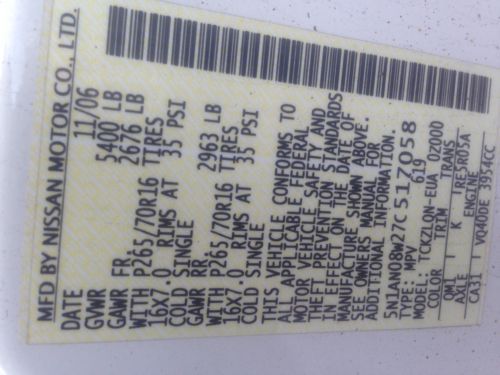 MFD BY NISSAN MOTOR CO., LTD.
DATE 11/06
GVWR 5400 LB
GAWR FR. 2676 LB
WITH P265/70R16 TIRES
16X7.0 RIMS AT 35 PSI
COLD SINGLE
GAWR RR. 2963 LB
WITH P265/70R16 TIRES
16X7.0 RIMS AT 35 PSI
COLD SINGLE
THIS VEHICLE CONFORMS TO
ALL APPLICABLE FEDERAL
MOTOR VEHICLE SAFETY AND
THEFT PREVENTION STANDARDS
IN EFFECT ON THE DATE OF
MANUFACTURE SHOWN ABOVE.
SEE OWNERS MANUAL FOR
ADDITIONAL INFORMATION.
5N1AN08W27C517058
TYPE: MPV 619
MODEL: TCKZLDN-EUA 02000
COLOR TRIM TRANS
QM1 K RE5R05A
AXLE ENGINE
CA31 VQ40DE 3954CC